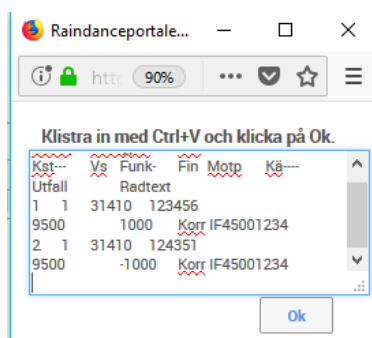 Raindanceportale...
http 90%
Klistra in med Ctrl+V och klicka på Ok.
Kst--- Vs Funk- Fin Motp Kä----
Utfall Radtext
1 1 31410 123456
9500 1000 Korr IF45001234
2 1 31410 124351
9500 -1000 Korr IF45001234
Ok